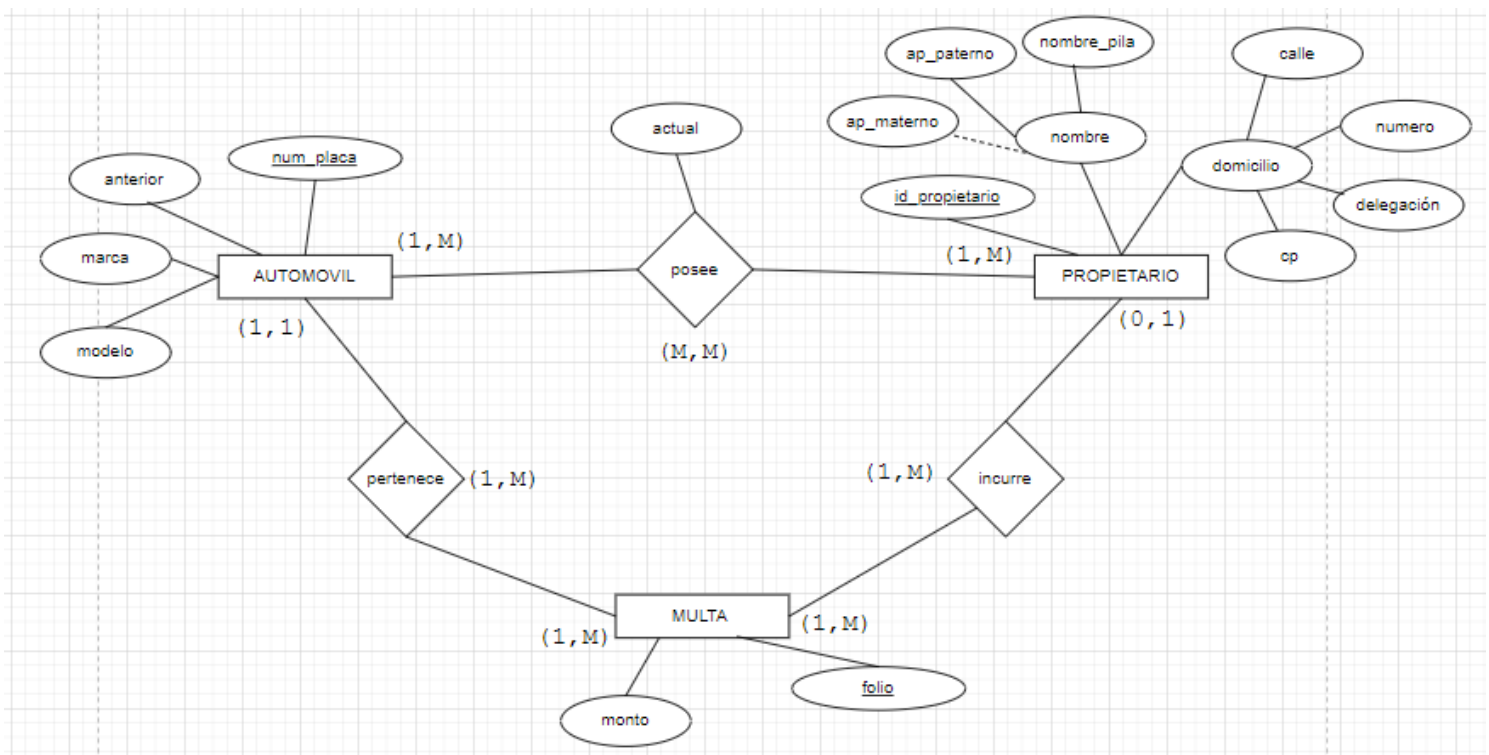 nombre_pila
ap_paterno
calle
ap_materno
actual
nombre
numero
num_placa
domicilio
anterior
id_propietario
delegación
(1,M)
(1,M)
marca
AUTOMOVIL
posee
PROPIETARIO
cp
(1,1)
(0,1)
modelo
(M,M)
pertenece
(1,M)
(1,M)
incurre
MULTA
(1,M)
(1,M)
folio
monto